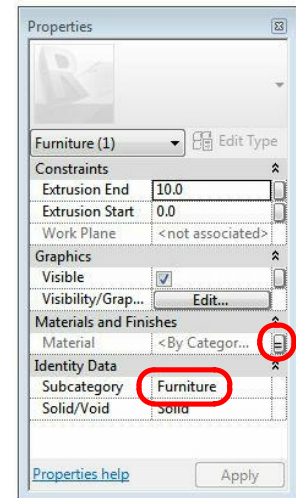 Properties
Furniture (1) Edit Type
Constraints
Extrusion End 10.0
Extrusion Start 0.0
Work Plane <not associated>
Graphics
Visible
Visibility/Grap... Edit...
Materials and Finishes
Material <By Categor...
Identity Data
Subcategory Furniture
Solid/Void Solid
Properties help Apply